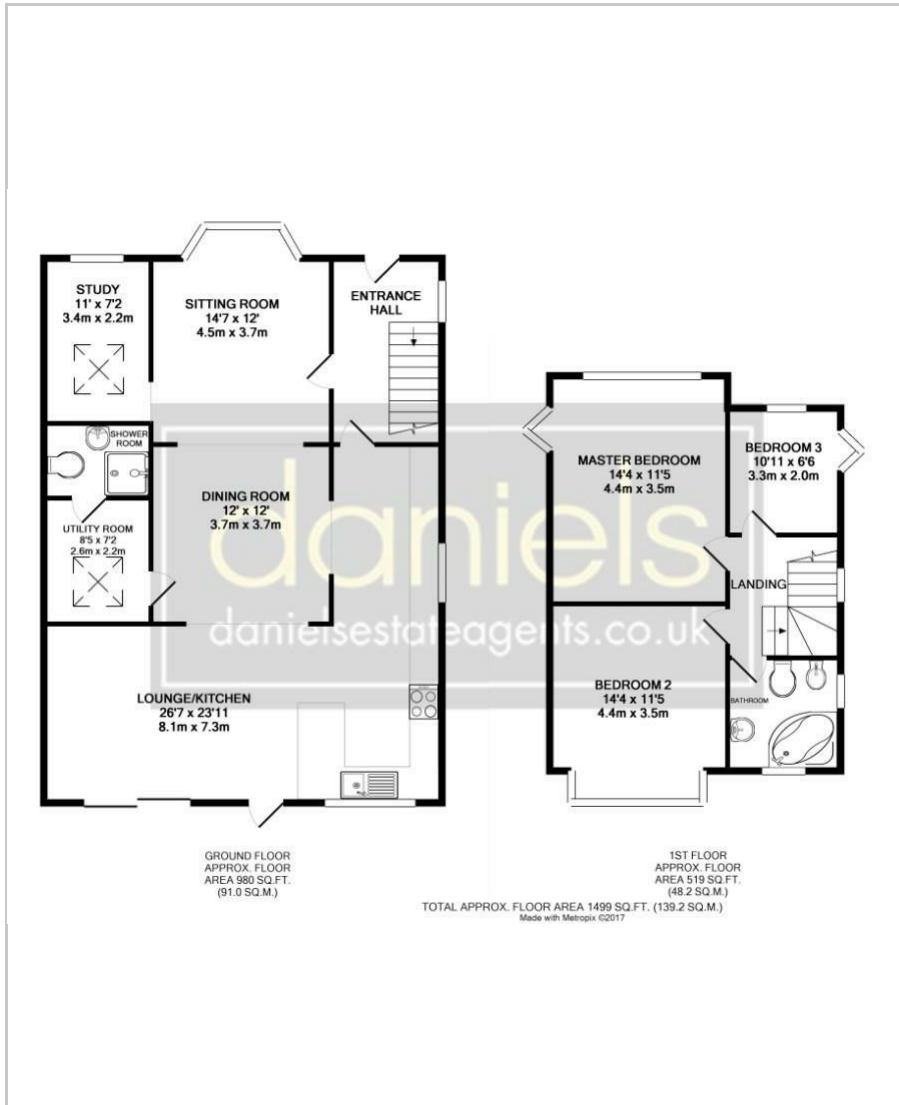 STUDY
11' x 7'2
3.4m x 2.2m
SITTING ROOM
14'7 x 12'
4.5m x 3.7m
ENTRANCE
HALL
SHOWER
ROOM
DINING ROOM
12' x 12'
3.7m x 3.7m
UTILITY ROOM
8'5 x 7'2
2.6m x 2.2m
LOUNGE/KITCHEN
26'7 x 23'11
8.1m x 7.3m
MASTER BEDROOM
14'4 x 11'5
4.4m x 3.5m
BEDROOM 3
10'11 x 6'6
3.3m x 2.0m
LANDING
BEDROOM 2
14'4 x 11'5
4.4m x 3.5m
BATHROOM
daniels
danielsestateagents.co.uk
GROUND FLOOR
APPROX. FLOOR
AREA 980 SQ.FT.
(91.0 SQ.M.)
1ST FLOOR
APPROX. FLOOR
AREA 519 SQ.FT.
(48.2 SQ.M.)
TOTAL APPROX. FLOOR AREA 1499 SQ.FT. (139.2 SQ.M.)
Made with Metropix ©2017